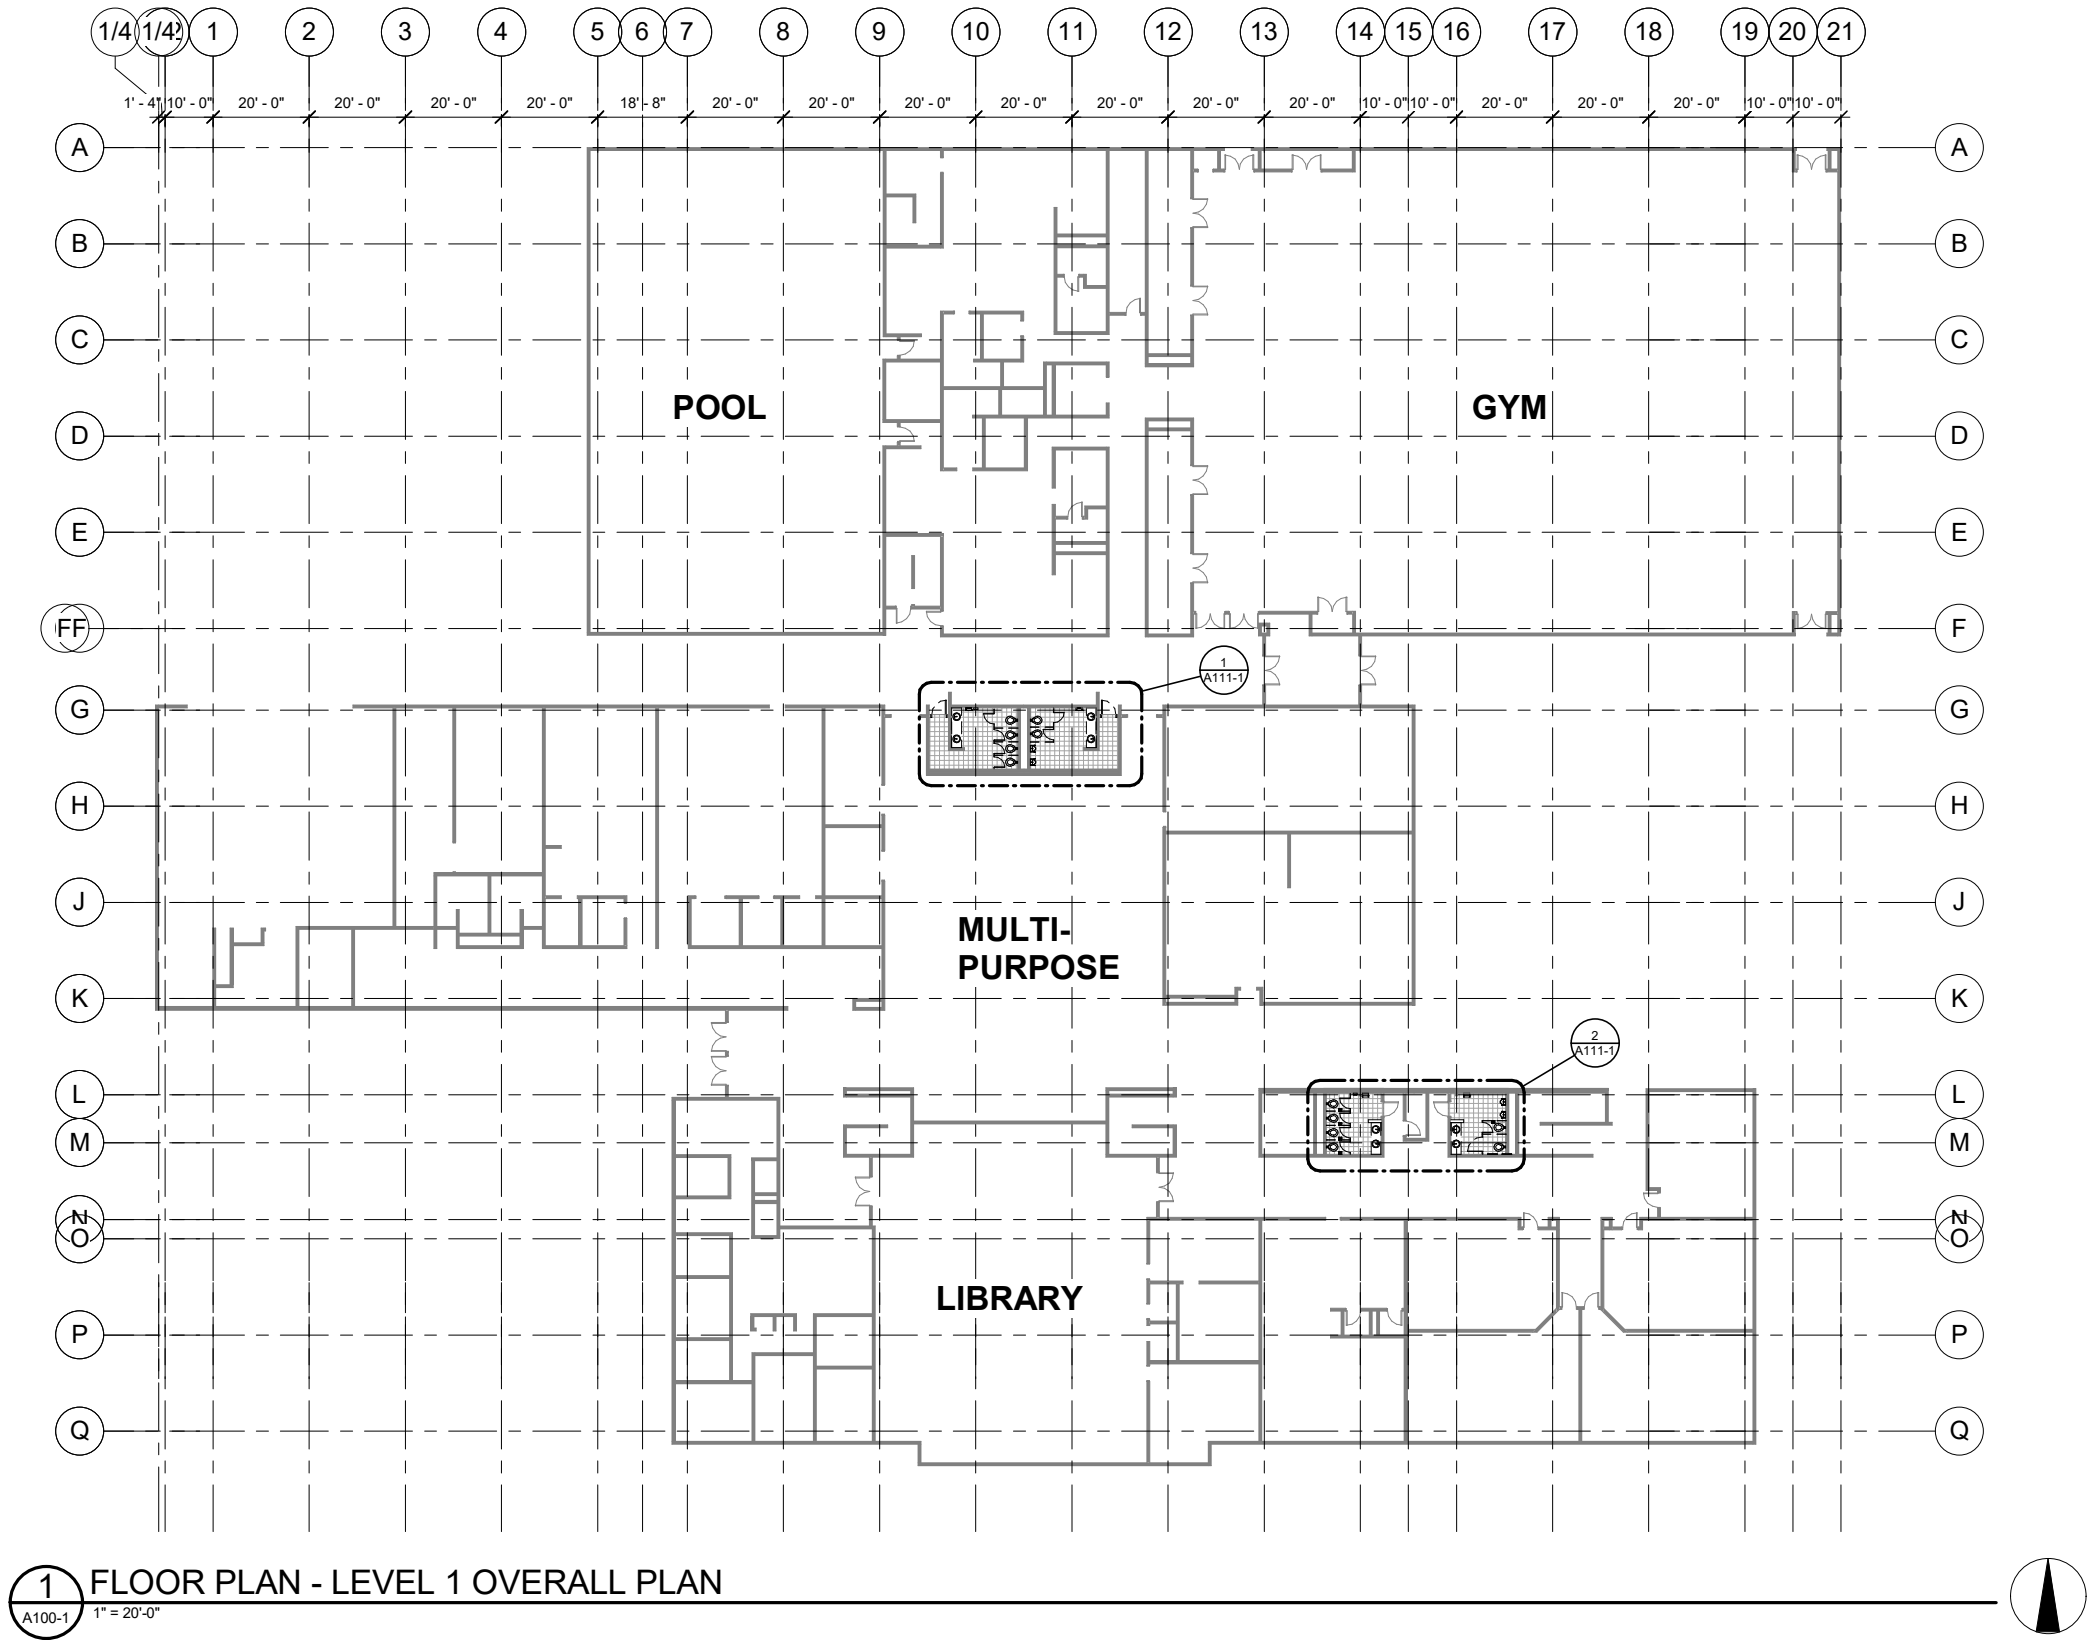 1/4 1/4 1 2 3 4 5 6 7 8 9 10 11 12 13 14 15 16 17 18 19 20 21
1' - 4" 10' - 0" 20' - 0" 20' - 0" 20' - 0" 20' - 0" 18' - 8" 20' - 0" 20' - 0" 20' - 0" 20' - 0" 20' - 0" 20' - 0" 20' - 0" 10' - 0" 10' - 0" 20' - 0" 20' - 0" 20' - 0" 10' - 0" 10' - 0"
A A
B B
C C
POOL GYM
D D
E E
FF F
1
A111-1
G G
H H
J J
MULTI-
PURPOSE
K K
2
A111-1
L L
M M
N N
O O
LIBRARY
P P
Q Q
1 FLOOR PLAN - LEVEL 1 OVERALL PLAN
A100-1 1" = 20'-0"